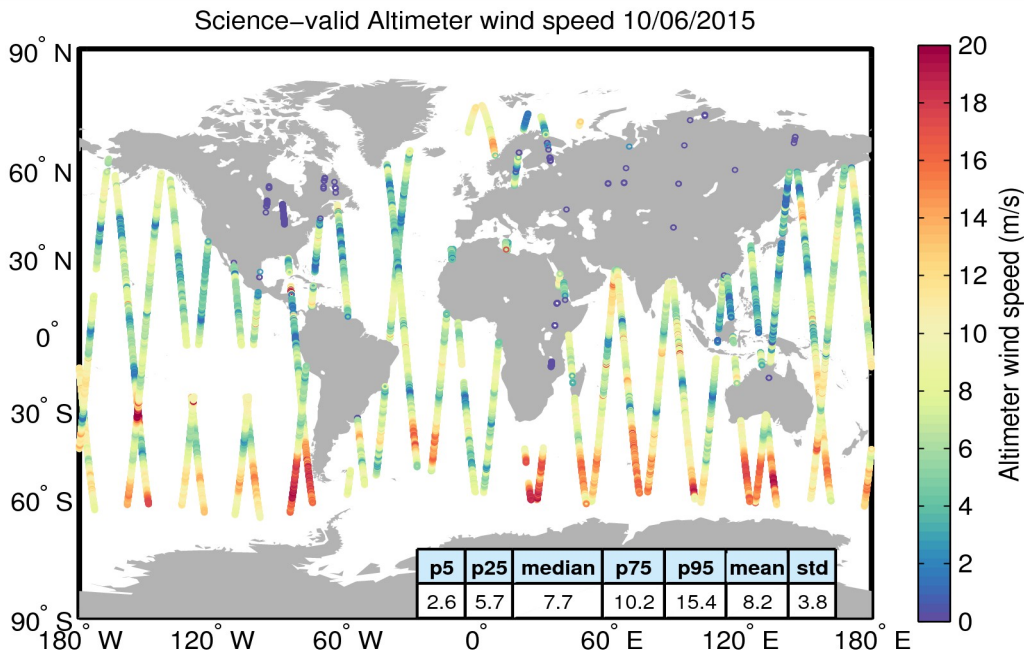 Science−valid Altimeter wind speed 10/06/2015
90° N
60° N
30° N
0°
30° S
60° S
90° S
180° W
120° W
60° W
0°
60° E
120° E
180° E
p5 p25 median p75 p95 mean std
2.6 5.7 7.7 10.2 15.4 8.2 3.8
20
18
16
14
12
10
8
6
4
2
0
Altimeter wind speed (m/s)